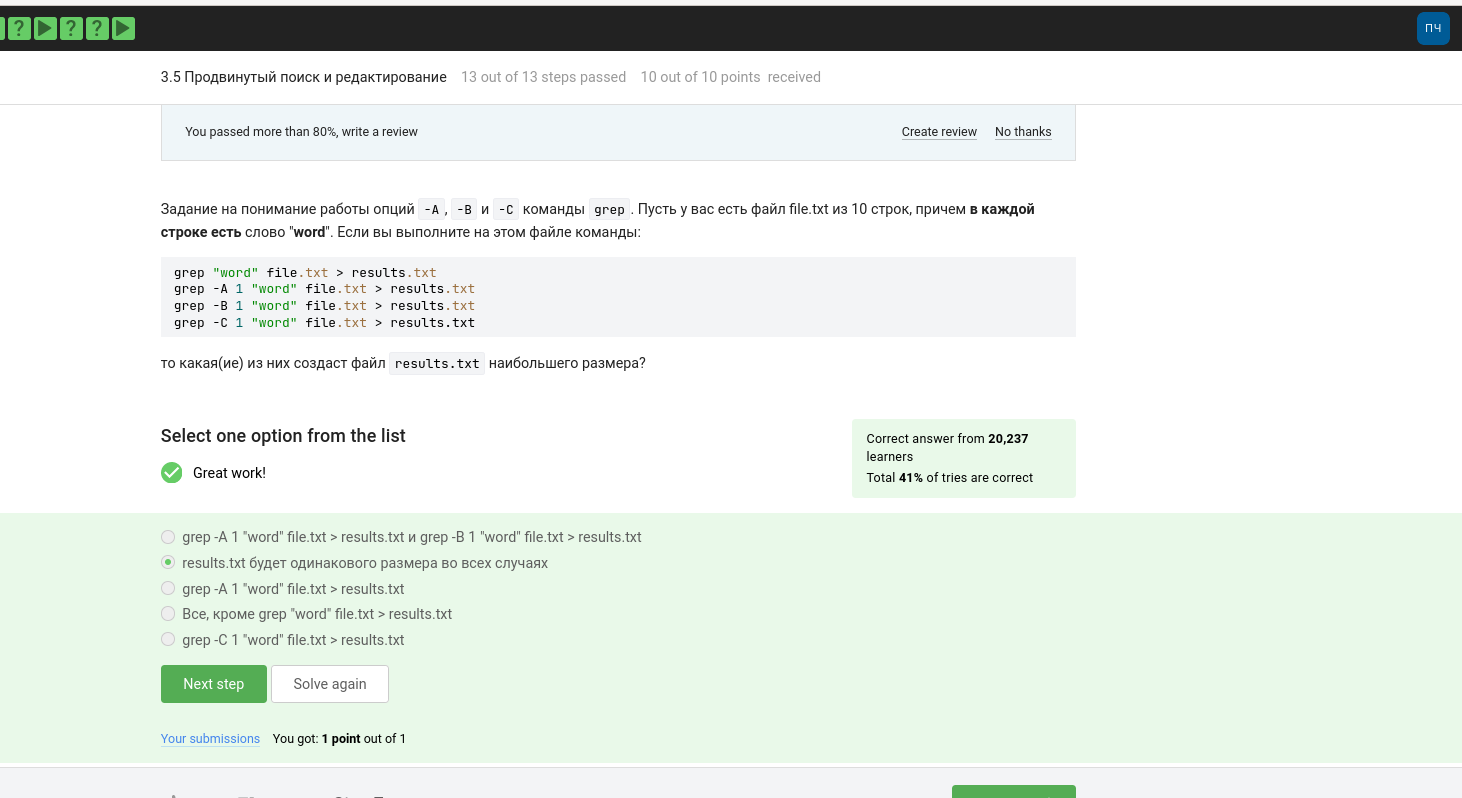 ? ? ?
ПЧ
3.5 Продвинутый поиск и редактирование 13 out of 13 steps passed 10 out of 10 points received
You passed more than 80%, write a review Create review No thanks
Задание на понимание работы опций -A, -B и -C команды grep. Пусть у вас есть файл file.txt из 10 строк, причем в каждой
строке есть слово "word". Если вы выполните на этом файле команды:
grep "word" file.txt > results.txt
grep -A 1 "word" file.txt > results.txt
grep -B 1 "word" file.txt > results.txt
grep -C 1 "word" file.txt > results.txt
то какая(ие) из них создаст файл results.txt наибольшего размера?
Select one option from the list
Great work!
Correct answer from 20,237
learners
Total 41% of tries are correct
grep -A 1 "word" file.txt > results.txt и grep -B 1 "word" file.txt > results.txt
results.txt будет одинакового размера во всех случаях
grep -A 1 "word" file.txt > results.txt
Все, кроме grep "word" file.txt > results.txt
grep -C 1 "word" file.txt > results.txt
Next step Solve again
Your submissions You got: 1 point out of 1